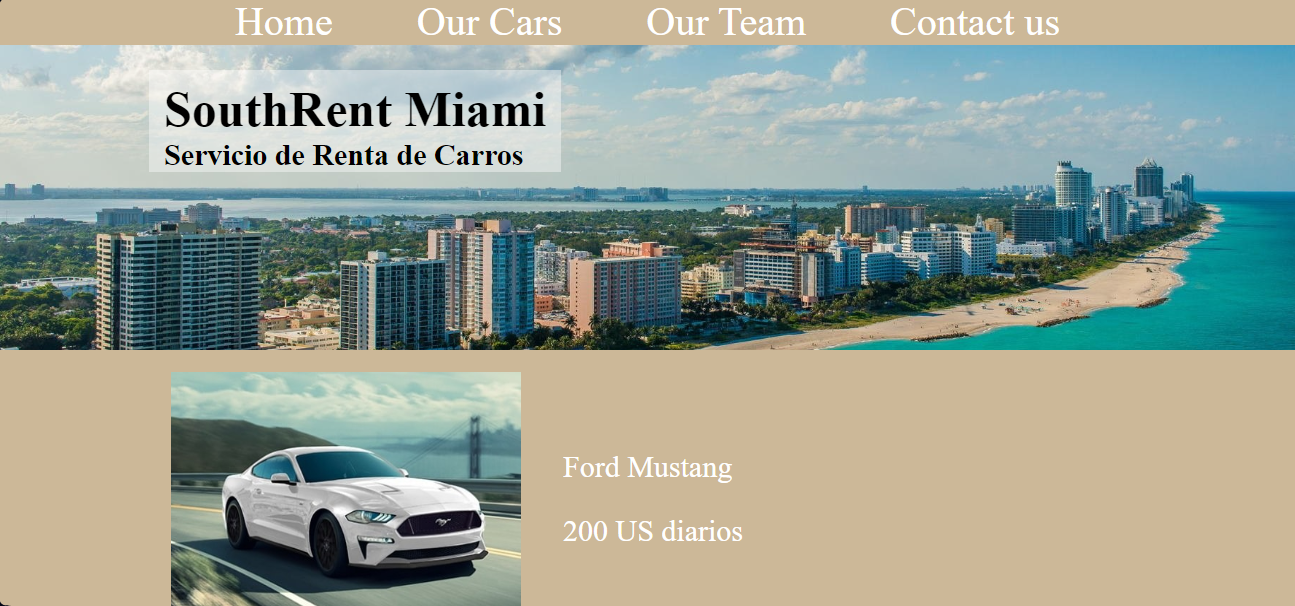 Home Our Cars Our Team Contact us
SouthRent Miami
Servicio de Renta de Carros
Ford Mustang
200 US diarios